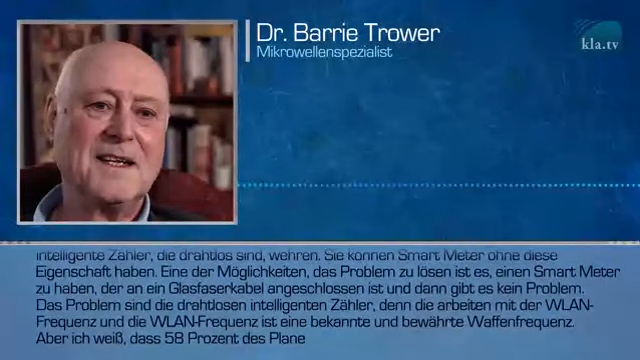 Dr. Barrie Trower
Mikrowellenspezialist
kla.tv
intelligente Zähler, die drahtlos sind, wehren. Sie können Smart Meter ohne diese
Eigenschaft haben. Eine der Möglichkeiten, das Problem zu lösen ist es, einen Smart Meter
zu haben, der an ein Glasfaserkabel angeschlossen ist und dann gibt es kein Problem.
Das Problem sind die drahtlosen intelligenten Zähler, denn die arbeiten mit der WLAN-
Frequenz und die WLAN-Frequenz ist eine bekannte und bewährte Waffenfrequenz.
Aber ich weiß, dass 58 Prozent des Plane